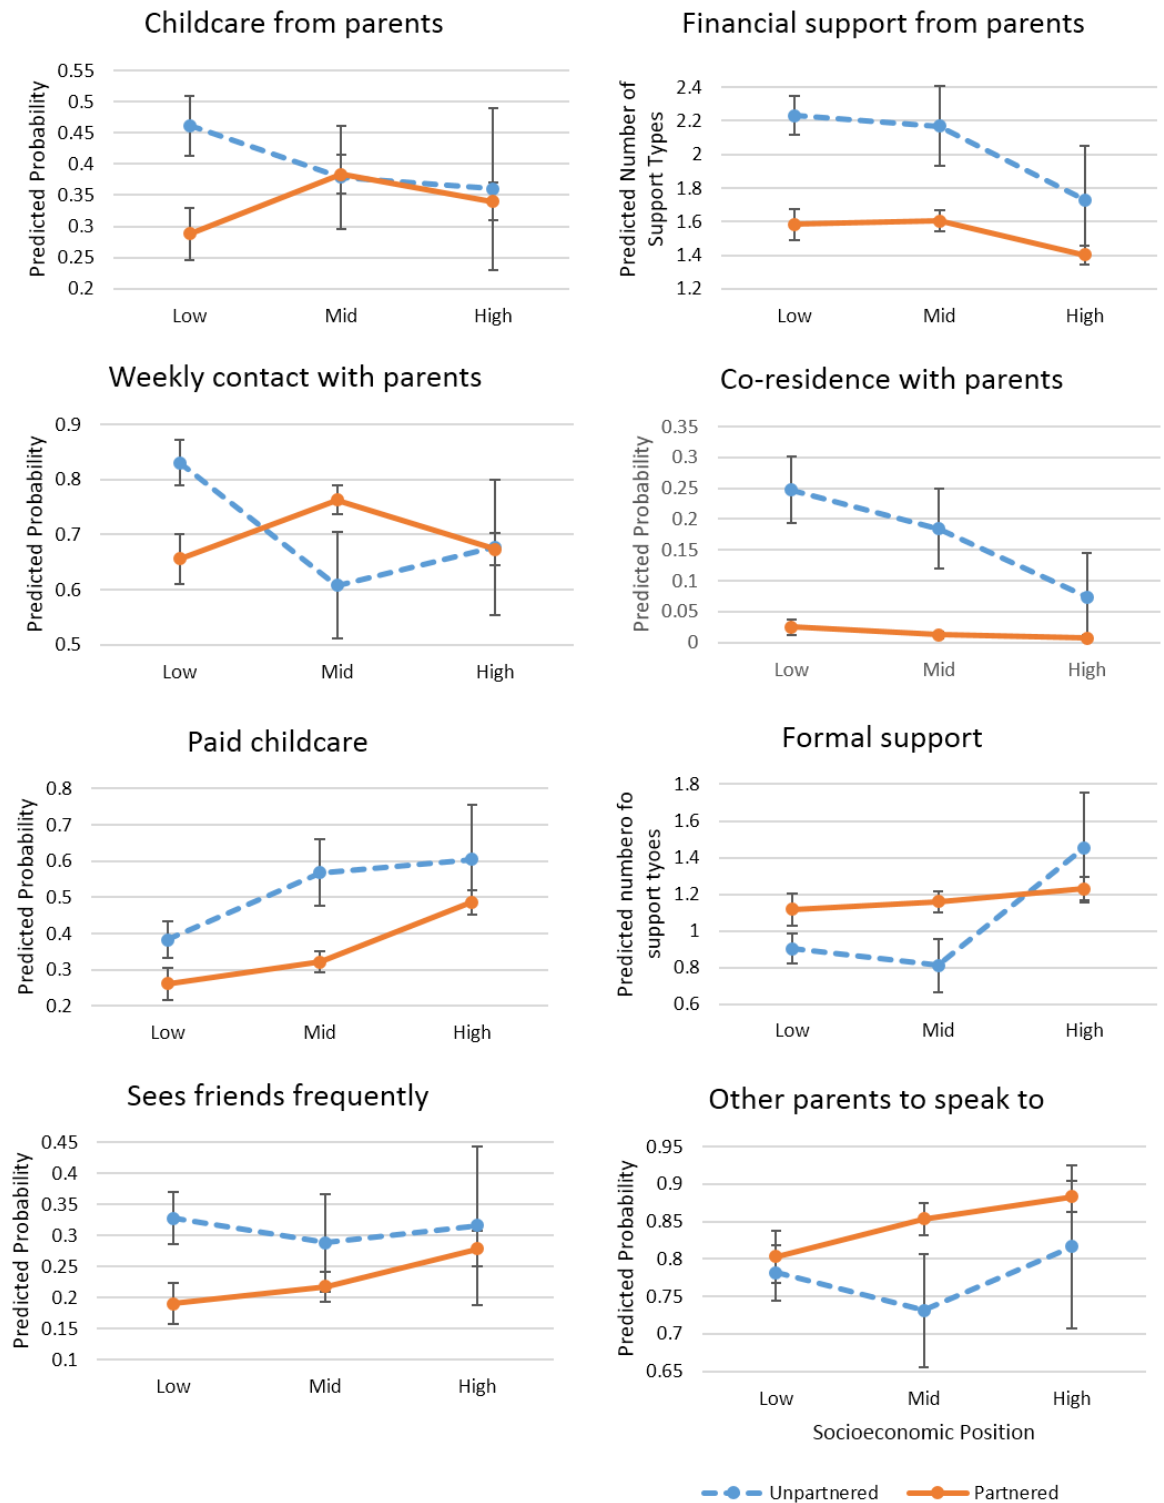 Childcare from parents
Predicted Probability
0.55
0.5
0.45
0.4
0.35
0.3
0.25
0.2
Low Mid High
Financial support from parents
Predicted Number of
Support Types
2.4
2.2
2
1.8
1.6
1.4
1.2
Low Mid High
Weekly contact with parents
Predicted Probability
0.9
0.8
0.7
0.6
0.5
Low Mid High
Co-residence with parents
Predicted Probability
0.35
0.3
0.25
0.2
0.15
0.1
0.05
0
Low Mid High
Paid childcare
Predicted Probability
0.8
0.7
0.6
0.5
0.4
0.3
0.2
Low Mid High
Formal support
Predicted numbero fo
support tyoes
1.8
1.6
1.4
1.2
1
0.8
0.6
Low Mid High
Sees friends frequently
Predicted Probability
0.45
0.4
0.35
0.3
0.25
0.2
0.15
0.1
Low Mid High
Other parents to speak to
Predicted Probability
0.95
0.9
0.85
0.8
0.75
0.7
0.65
Low Mid High
Socioeconomic Position
Unpartnered Partnered